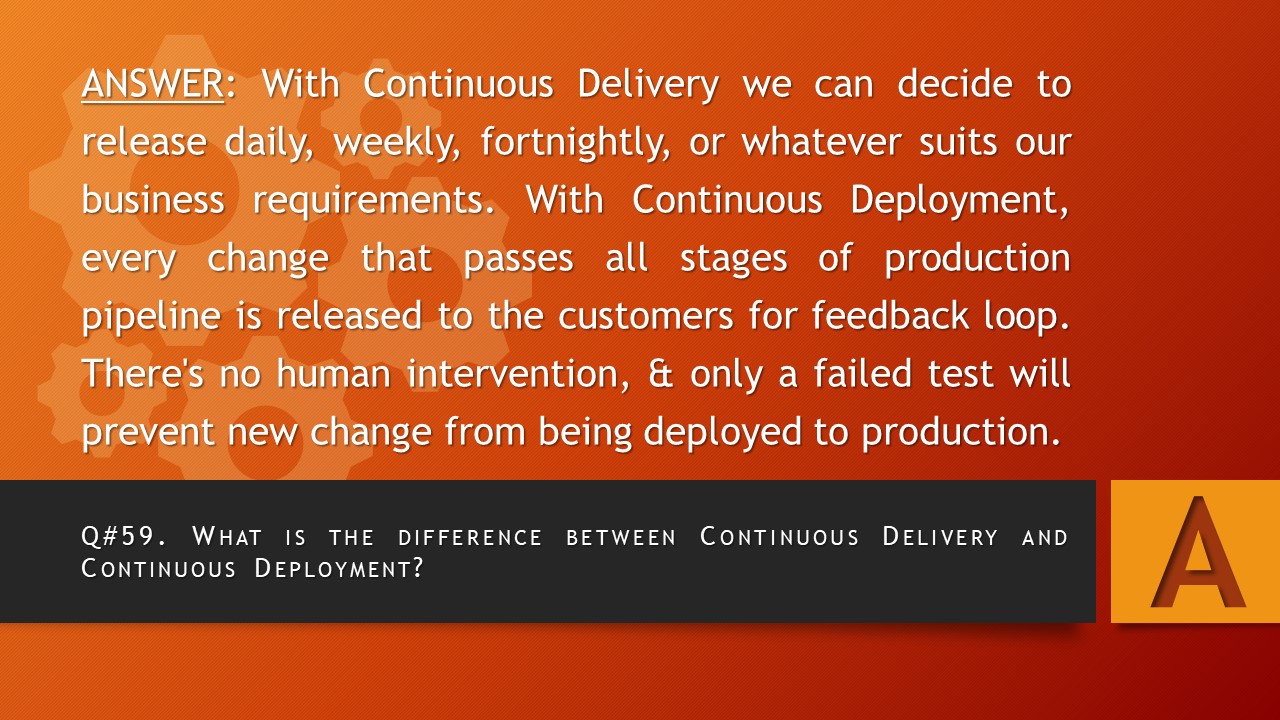 ANSWER: With Continuous Delivery we can decide to
release daily, weekly, fortnightly, or whatever suits our
business requirements. With Continuous Deployment,
every change that passes all stages of production
pipeline is released to the customers for feedback loop.
There's no human intervention, & only a failed test will
prevent new change from being deployed to production.
Q#59. What is the difference between Continuous Delivery and
Continuous Deployment?
A